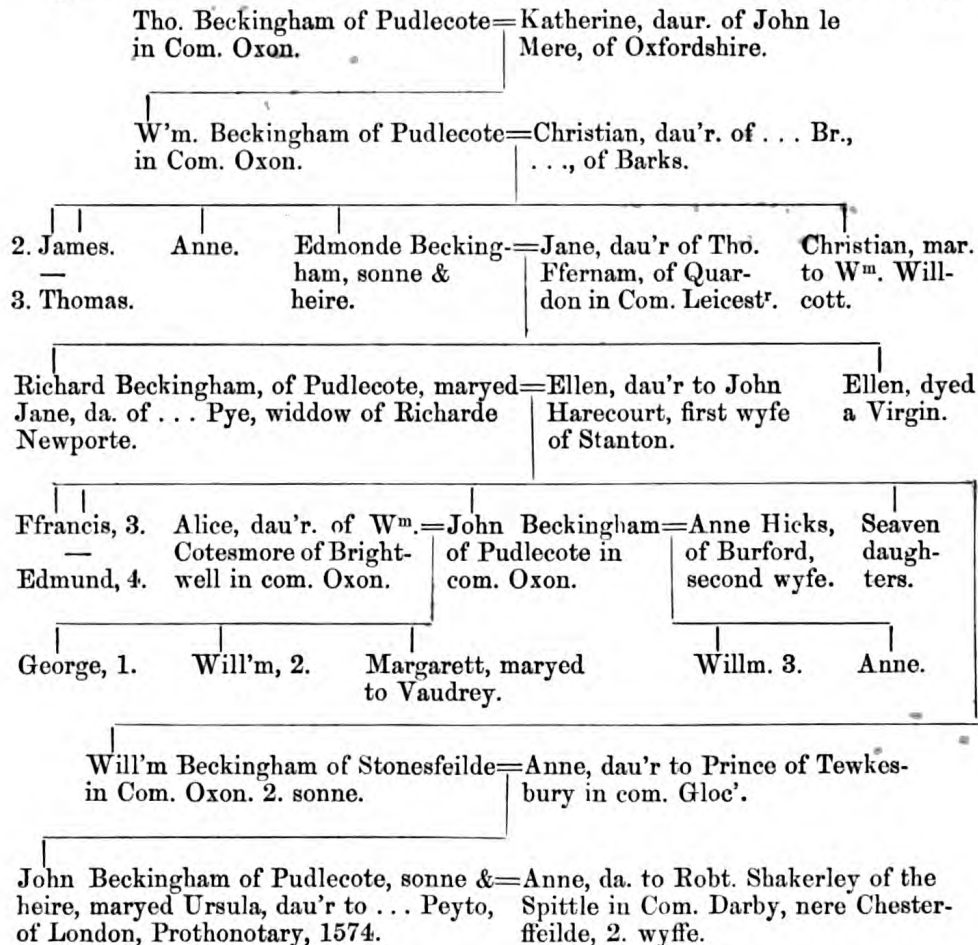 Tho. Beckingham of Pudlecote=Katherine, daur. of John le
in Com. Oxon. Mere, of Oxfordshire.
W'm. Beckingham of Pudlecote=Christian, dau'r. of ... Br.,
in Com. Oxon. ..., of Barks.
2. James. Anne. Edmonde Becking-=Jane, dau'r of Tho. Christian, mar.
— ham, sonne & Ffernam, of Quar- to Wm. Will-
3. Thomas. heire. don in Com. Leicestr. cott.
Richard Beckingham, of Pudlecote, maryed=Ellen, dau'r to John Ellen, dyed
Jane, da. of ... Pye, widdow of Richarde Harecourt, first wyfe a Virgin.
Newporte. of Stanton.
Ffrancis, 3. Alice, dau'r. of Wm.=John Beckingham=Anne Hicks, Seaven
— Cotesmore of Bright- of Pudlecote in of Burford, daugh-
Edmund, 4. well in com. Oxon. com. Oxon. second wyfe. ters.
George, 1. Will'm, 2. Margarett, maryed Willm. 3. Anne.
to Vaudrey.
Will'm Beckingham of Stonesfeilde=Anne, dau'r to Prince of Tewkes-
in Com. Oxon. 2. sonne. bury in com. Gloc'.
John Beckingham of Pudlecote, sonne &=Anne, da. to Robt. Shakerley of the
heire, maryed Ursula, dau'r to ... Peyto, Spittle in Com. Darby, nere Chester-
of London, Prothonotary, 1574. ffeilde, 2. wyffe.